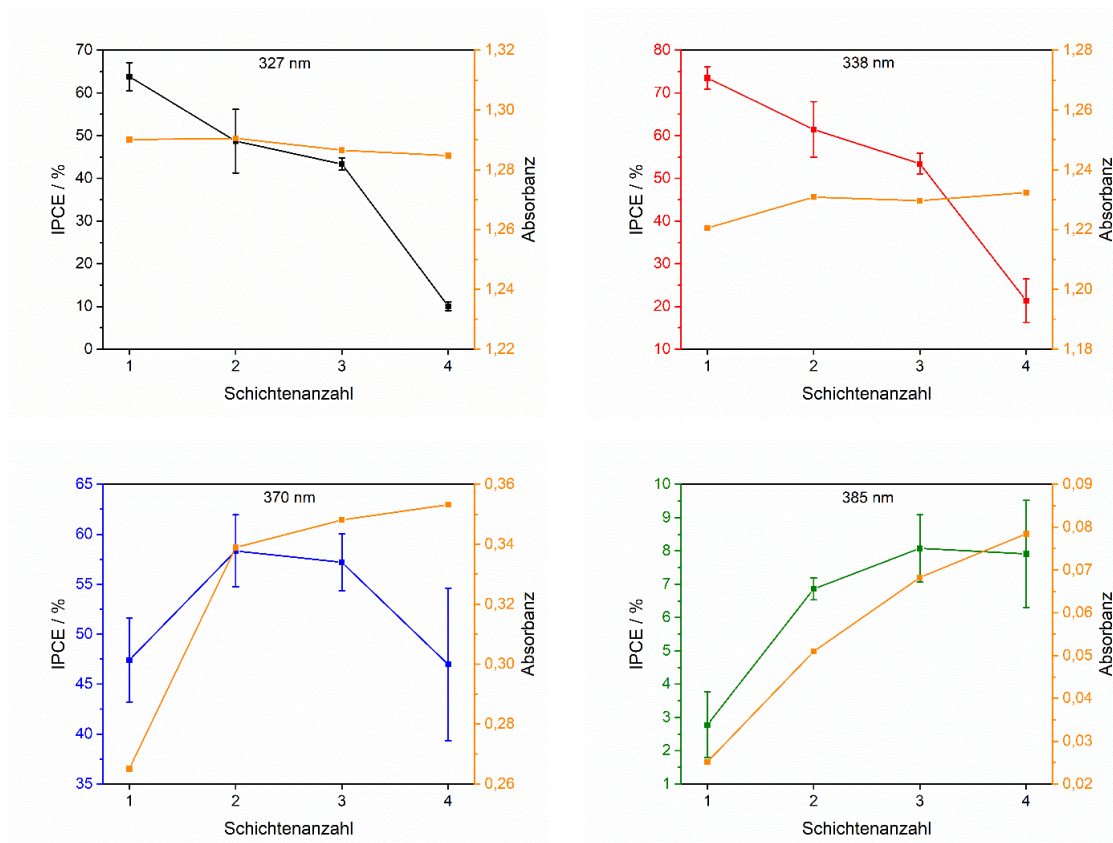 327 nm
IPCE / %
70
60
50
40
30
20
10
0
1,32
1,30
1,28
1,26
1,24
1,22
Absorbanz
1 2 3 4
Schichtenanzahl
338 nm
IPCE / %
80
70
60
50
40
30
20
10
1,28
1,26
1,24
1,22
1,20
1,18
Absorbanz
1 2 3 4
Schichtenanzahl
370 nm
IPCE / %
65
60
55
50
45
40
35
0,36
0,34
0,32
0,30
0,28
0,26
Absorbanz
1 2 3 4
Schichtenanzahl
385 nm
IPCE / %
10
9
8
7
6
5
4
3
2
1
0,09
0,08
0,07
0,06
0,05
0,04
0,03
0,02
Absorbanz
1 2 3 4
Schichtenanzahl